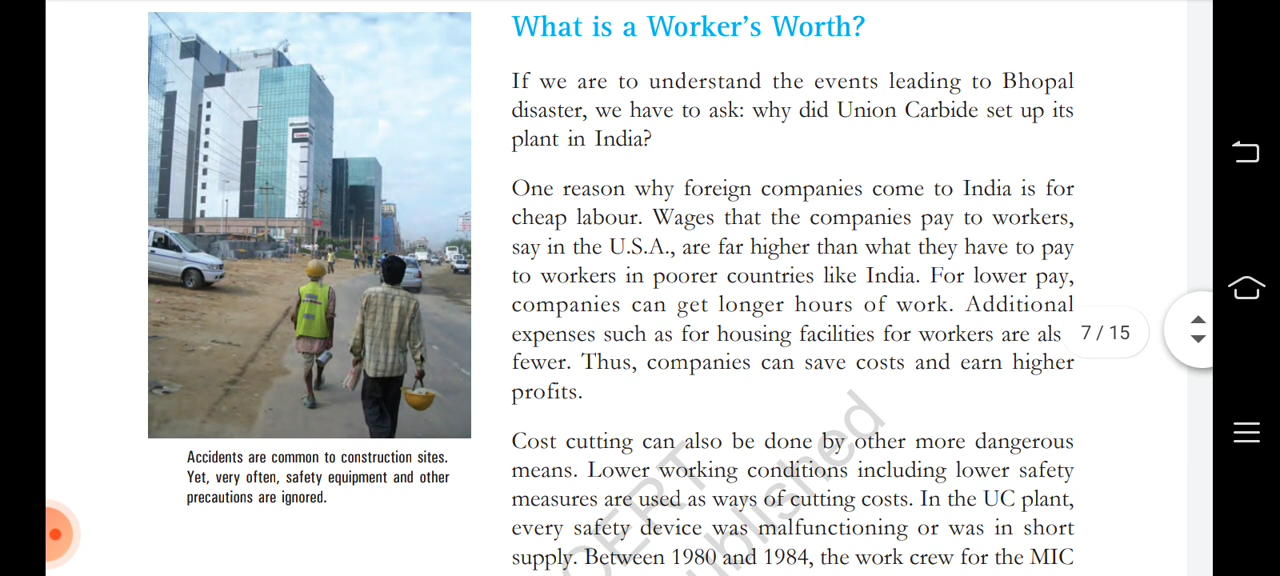 What is a Worker's Worth?
If we are to understand the events leading to Bhopal
disaster, we have to ask: why did Union Carbide set up its
plant in India?
One reason why foreign companies come to India is for
cheap labour. Wages that the companies pay to workers,
say in the U.S.A., are far higher than what they have to pay
to workers in poorer countries like India. For lower pay,
companies can get longer hours of work. Additional
expenses such as for housing facilities for workers are als
fewer. Thus, companies can save costs and earn higher
profits.
Cost cutting can also be done by other more dangerous
means. Lower working conditions including lower safety
measures are used as ways of cutting costs. In the UC plant,
every safety device was malfunctioning or was in short
supply. Between 1980 and 1984, the work crew for the MIC
Accidents are common to construction sites.
Yet, very often, safety equipment and other
precautions are ignored.
7 / 15